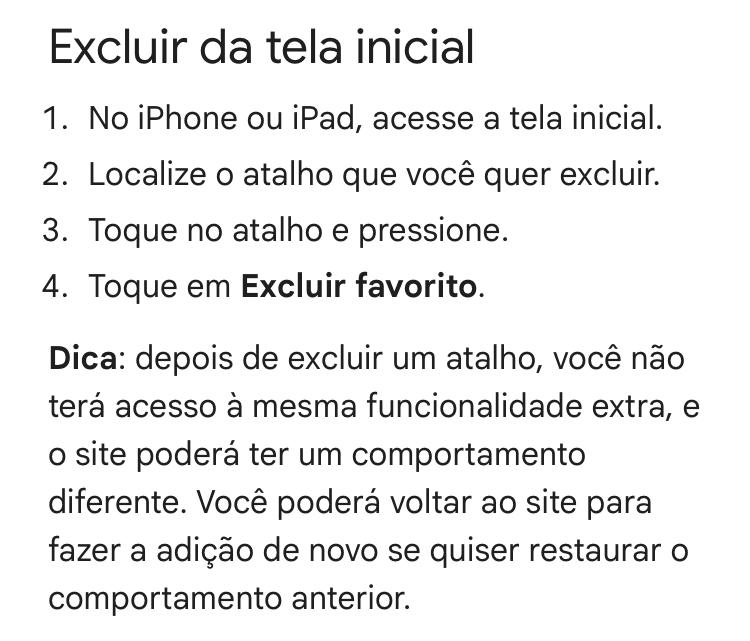 Excluir da tela inicial
1. No iPhone ou iPad, acesse a tela inicial.
2. Localize o atalho que você quer excluir.
3. Toque no atalho e pressione.
4. Toque em Excluir favorito.
Dica: depois de excluir um atalho, você não
terá acesso à mesma funcionalidade extra, e
o site poderá ter um comportamento
diferente. Você poderá voltar ao site para
fazer a adição de novo se quiser restaurar o
comportamento anterior.